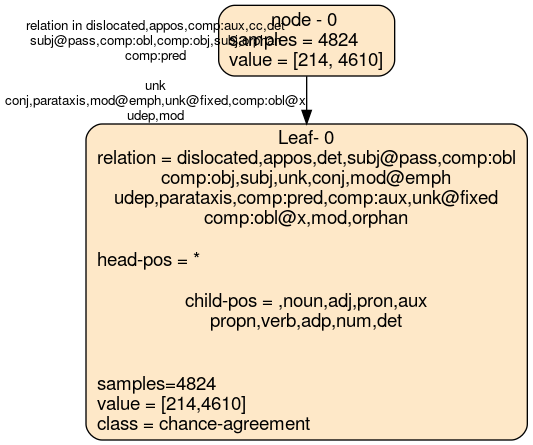 node - 0
samples = 4824
value = [214, 4610]
relation in dislocated,appos,comp:aux,cc,det
subj@pass,comp:obl,comp:obj,subj,orphan
comp:pred
unk
conj,parataxis,mod@emph,unk@fixed,comp:obl@x
udep,mod
Leaf- 0
relation = dislocated,appos,det,subj@pass,comp:obl
comp:obj,subj,unk,conj,mod@emph
udep,parataxis,comp:pred,comp:aux,unk@fixed
comp:obl@x,mod,orphan
head-pos = *
child-pos = ,noun,adj,pron,aux
propn,verb,adp,num,det
samples=4824
value = [214,4610]
class = chance-agreement